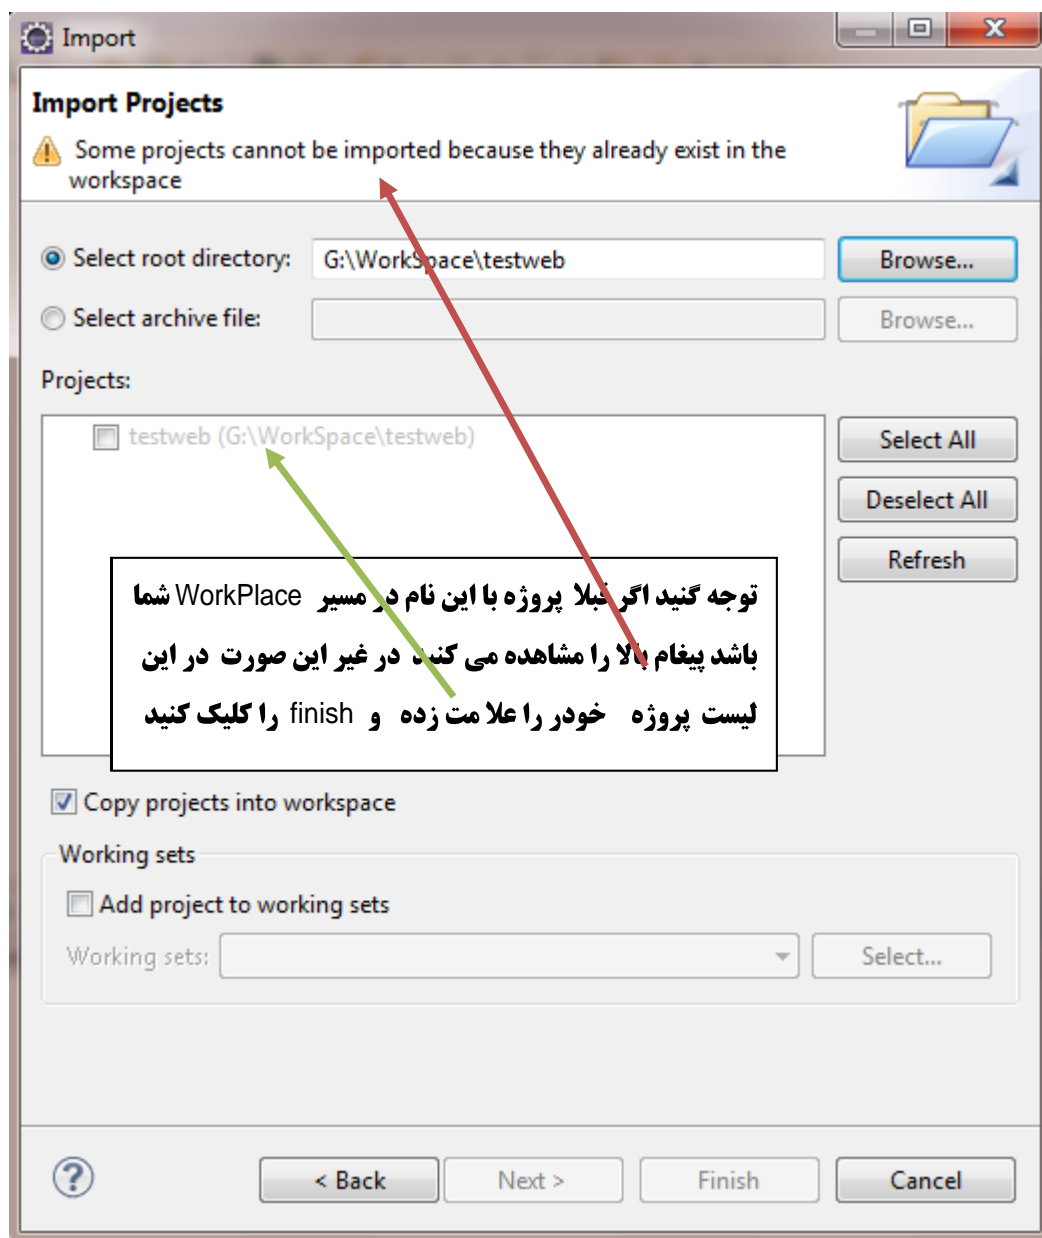 Import
Import Projects
Some projects cannot be imported because they already exist in the
workspace
Select root directory:
G:\WorkSpace\testweb
Browse...
Select archive file:
Browse...
Projects:
testweb (G:\WorkSpace\testweb)
Select All
Deselect All
Refresh
توجه گنید اگر قبلا پروژه با این نام در مسیر WorkPlace شما
باشد پیغام بالا را مشاهده می کنید در غیر این صورت در این
لیست پروژه خودر را علا مت زده و finish را کلیک کنید
Copy projects into workspace
Working sets
Add project to working sets
Working sets:
Select...
< Back
Next >
Finish
Cancel